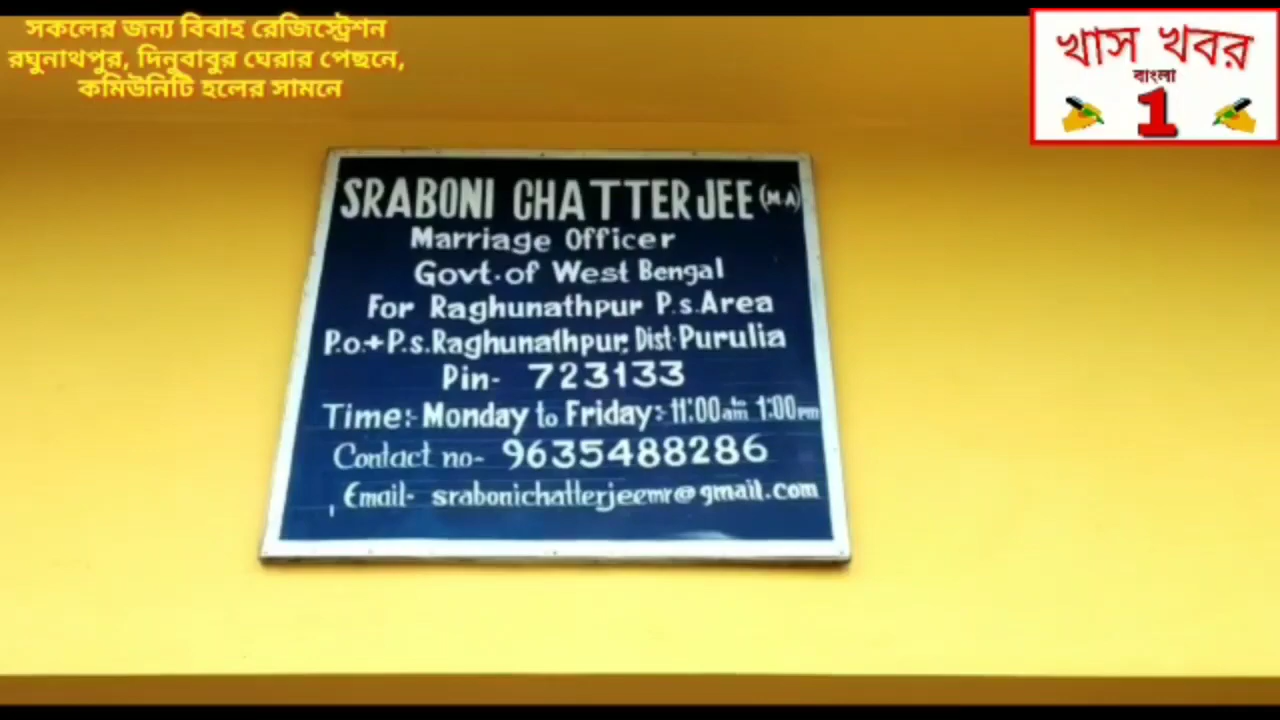 সকলের জন্য বিবাহ রেজিস্ট্রেশন
রঘুনাথপুর, দিনুবাবুর ঘেরার পেছনে,
কমিউনিটি হলের সামনে
খাস খবর
বাংলা
1
SRABONI CHATTERJEE (M A)
Marriage Officer
Govt. of West Bengal
For Raghunathpur P.s. Area
P.o.+P.s. Raghunathpur: Dist Purulia
Pin- 723133
Time:- Monday to Friday:- 11:00 am to 1:00 pm
Contact no- 9635488286
Email- srabonichatterjeemr@gmail.com